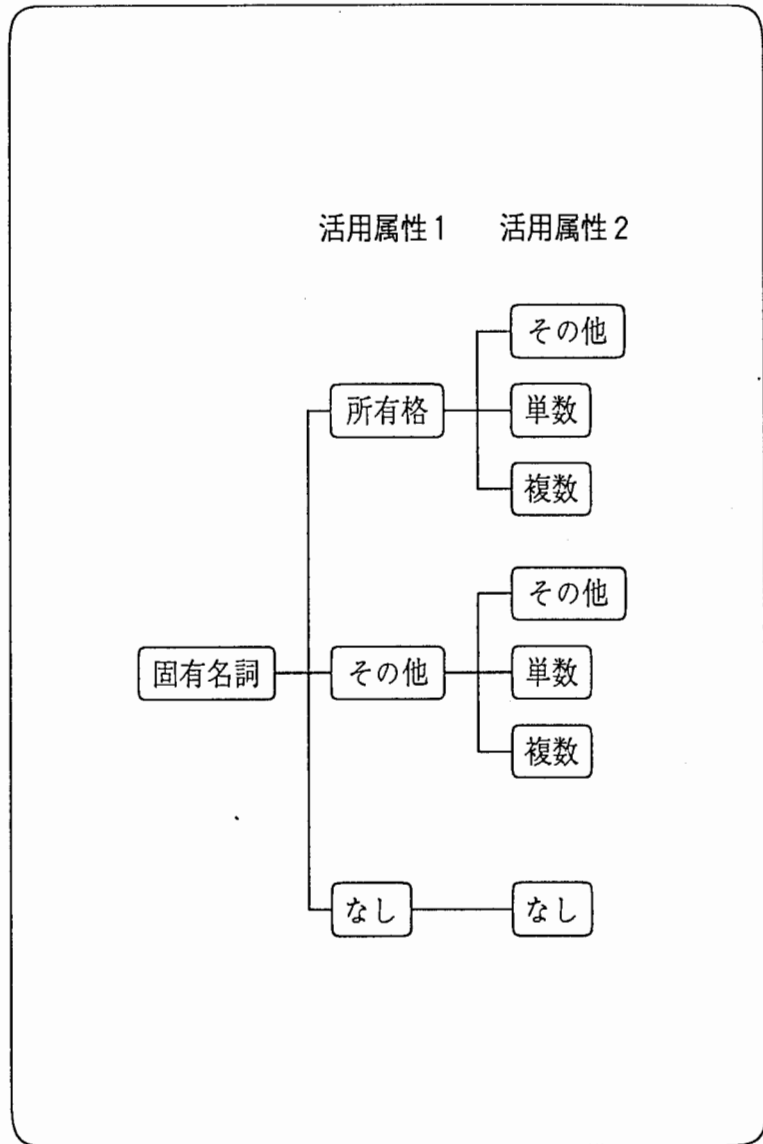 活用属性1 活用属性2
その他
所有格 単数
複数
その他
固有名詞 その他 単数
複数
なし なし